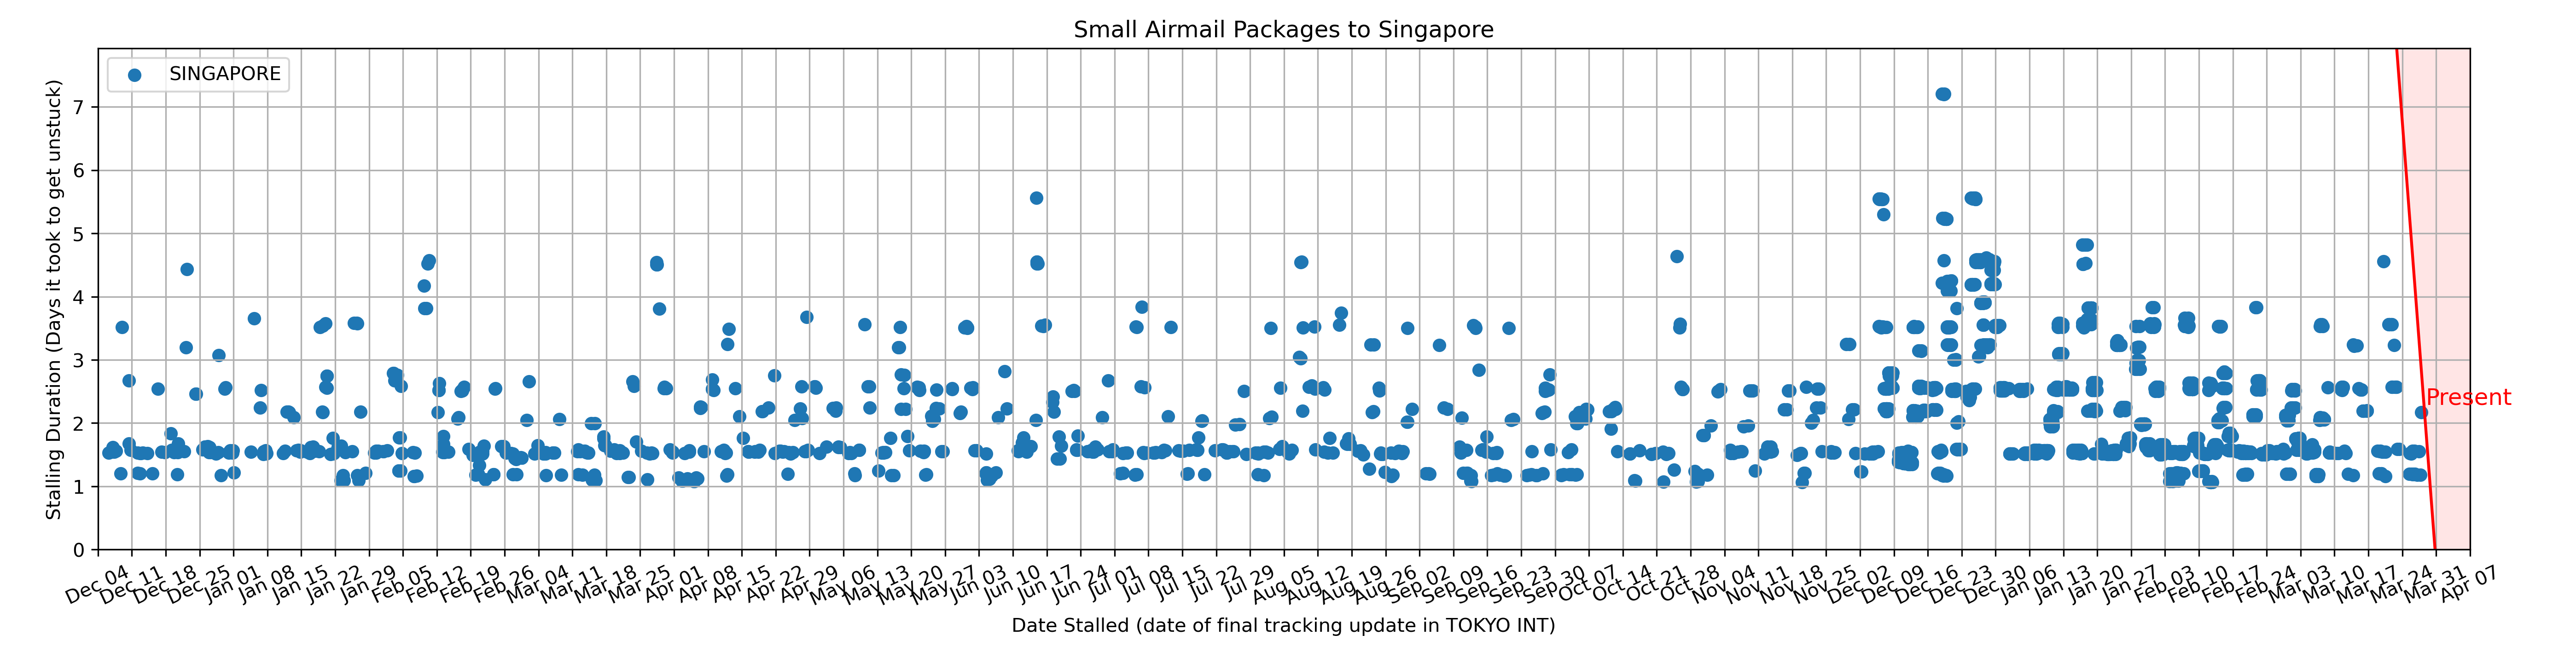 Small Airmail Packages to Singapore
SINGAPORE
Stalling Duration (Days it took to get unstuck)
7
6
5
4
3
2
1
0
Present
Dec 04
Dec 11
Dec 18
Dec 25
Jan 01
Jan 08
Jan 15
Jan 22
Jan 29
Feb 05
Feb 12
Feb 19
Feb 26
Mar 04
Mar 11
Mar 18
Mar 25
Apr 01
Apr 08
Apr 15
Apr 22
Apr 29
May 06
May 13
May 20
May 27
Jun 03
Jun 10
Jun 17
Jun 24
Jul 01
Jul 08
Jul 15
Jul 22
Jul 29
Aug 05
Aug 12
Aug 19
Aug 26
Sep 02
Sep 09
Sep 16
Sep 23
Sep 30
Oct 07
Oct 14
Oct 21
Oct 28
Nov 04
Nov 11
Nov 18
Nov 25
Dec 02
Dec 09
Dec 16
Dec 23
Dec 30
Jan 06
Jan 13
Jan 20
Jan 27
Feb 03
Feb 10
Feb 17
Feb 24
Mar 03
Mar 10
Mar 17
Mar 24
Mar 31
Apr 07
Date Stalled (date of final tracking update in TOKYO INT)